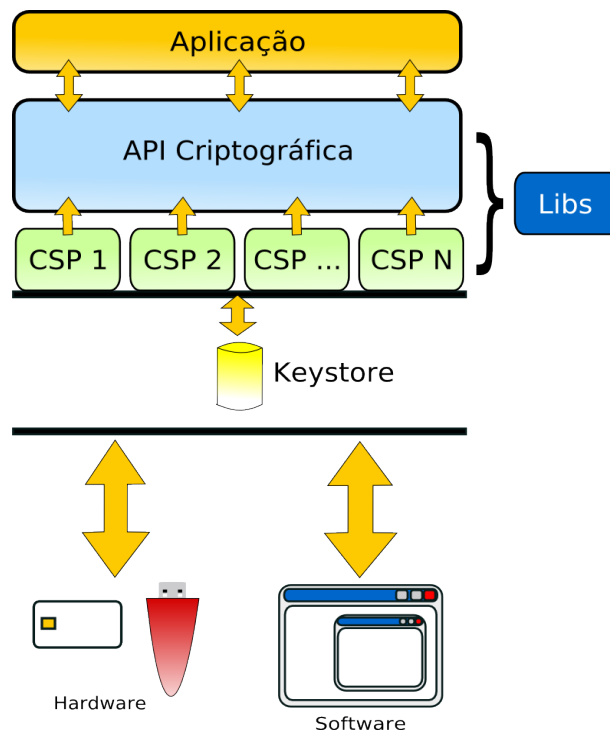 Aplicação
API Criptográfica
Libs
CSP 1
CSP 2
CSP ...
CSP N
Keystore
Hardware
Software